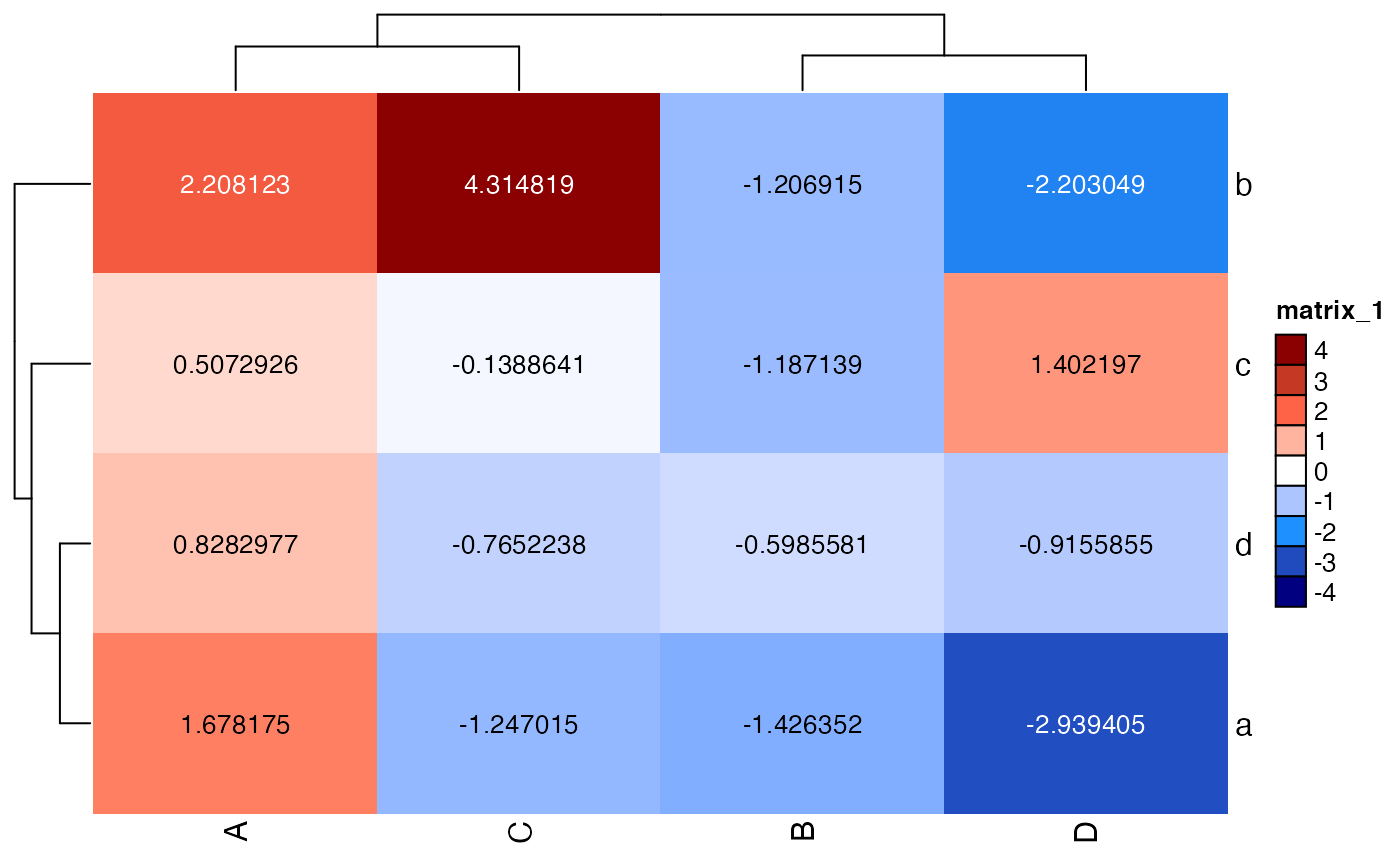 2.208123 4.314819 -1.206915 -2.203049 b
0.5072926 -0.1388641 -1.187139 1.402197 c
0.8282977 -0.7652238 -0.5985581 -0.9155855 d
1.678175 -1.247015 -1.426352 -2.939405 a
A C B D
matrix_1
4
3
2
1
0
-1
-2
-3
-4